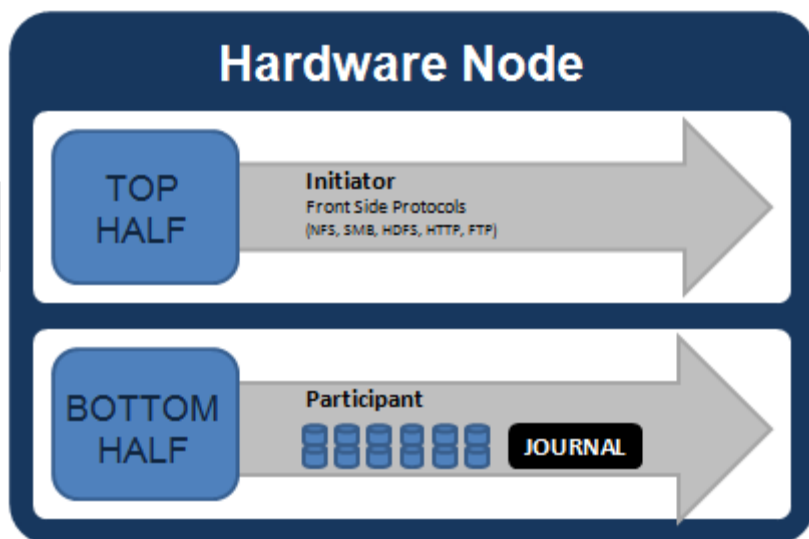 Hardware Node
TOP
HALF
Initiator
Front Side Protocols
(NFS, SMB, HDFS, HTTP, FTP)
BOTTOM
HALF
Participant
JOURNAL